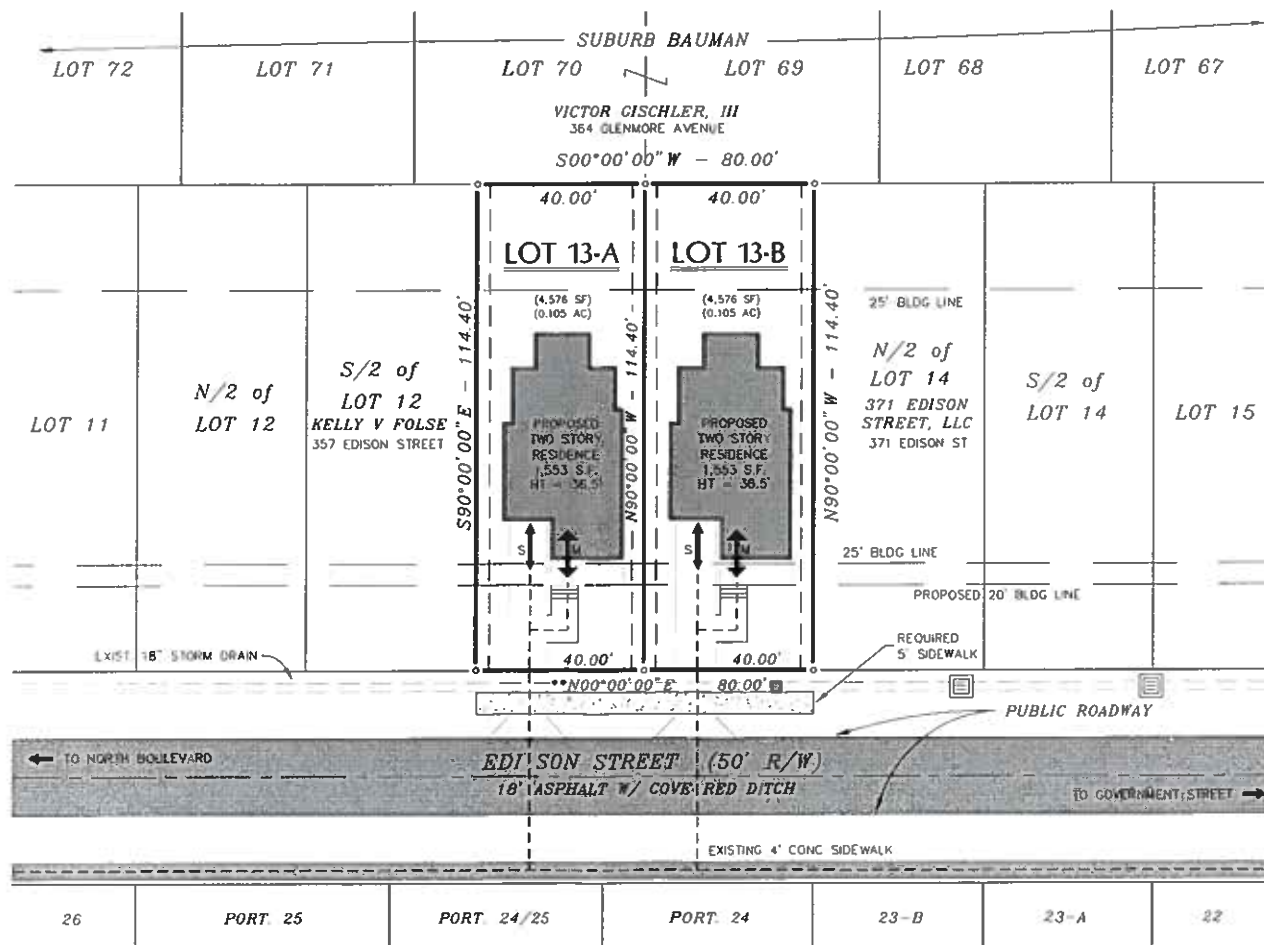 SUBURB BAUMAN
LOT 72
LOT 71
LOT 70
LOT 69
LOT 68
LOT 67
VICTOR GISCHLER, III
364 GLENMORE AVENUE
S00°00'00"W - 80.00'
40.00'
40.00'
LOT 13-A
LOT 13-B
(4,576 SF)
(0.105 AC)
(4,576 SF)
(0.105 AC)
25' BLDG LINE
S90°00'00"E - 114.40'
N90°00'00"W - 114.40'
N90°00'00"W - 114.40'
LOT 11
N/2 of
LOT 12
S/2 of
LOT 12
KELLY V FOLSE
357 EDISON STREET
PROPOSED
TWO STORY
RESIDENCE
1,553 S.F.
HT = 36.5'
PROPOSED
TWO STORY
RESIDENCE
1,553 S.F.
HT = 36.5'
N/2 of
LOT 14
371 EDISON
STREET, LLC
371 EDISON ST
S/2 of
LOT 14
LOT 15
S
M
S
M
25' BLDG LINE
PROPOSED 20' BLDG LINE
EXIST. 18" STORM DRAIN
40.00'
40.00'
REQUIRED
5' SIDEWALK
**N00°00'00"E, 80.00'
PUBLIC ROADWAY
TO NORTH BOULEVARD
EDISON STREET (50' R/W)
18' ASPHALT W/ COVERED DITCH
TO GOVERNMENT STREET
EXISTING 4' CONC SIDEWALK
26
PORT. 25
PORT. 24/25
PORT. 24
23-B
23-A
22